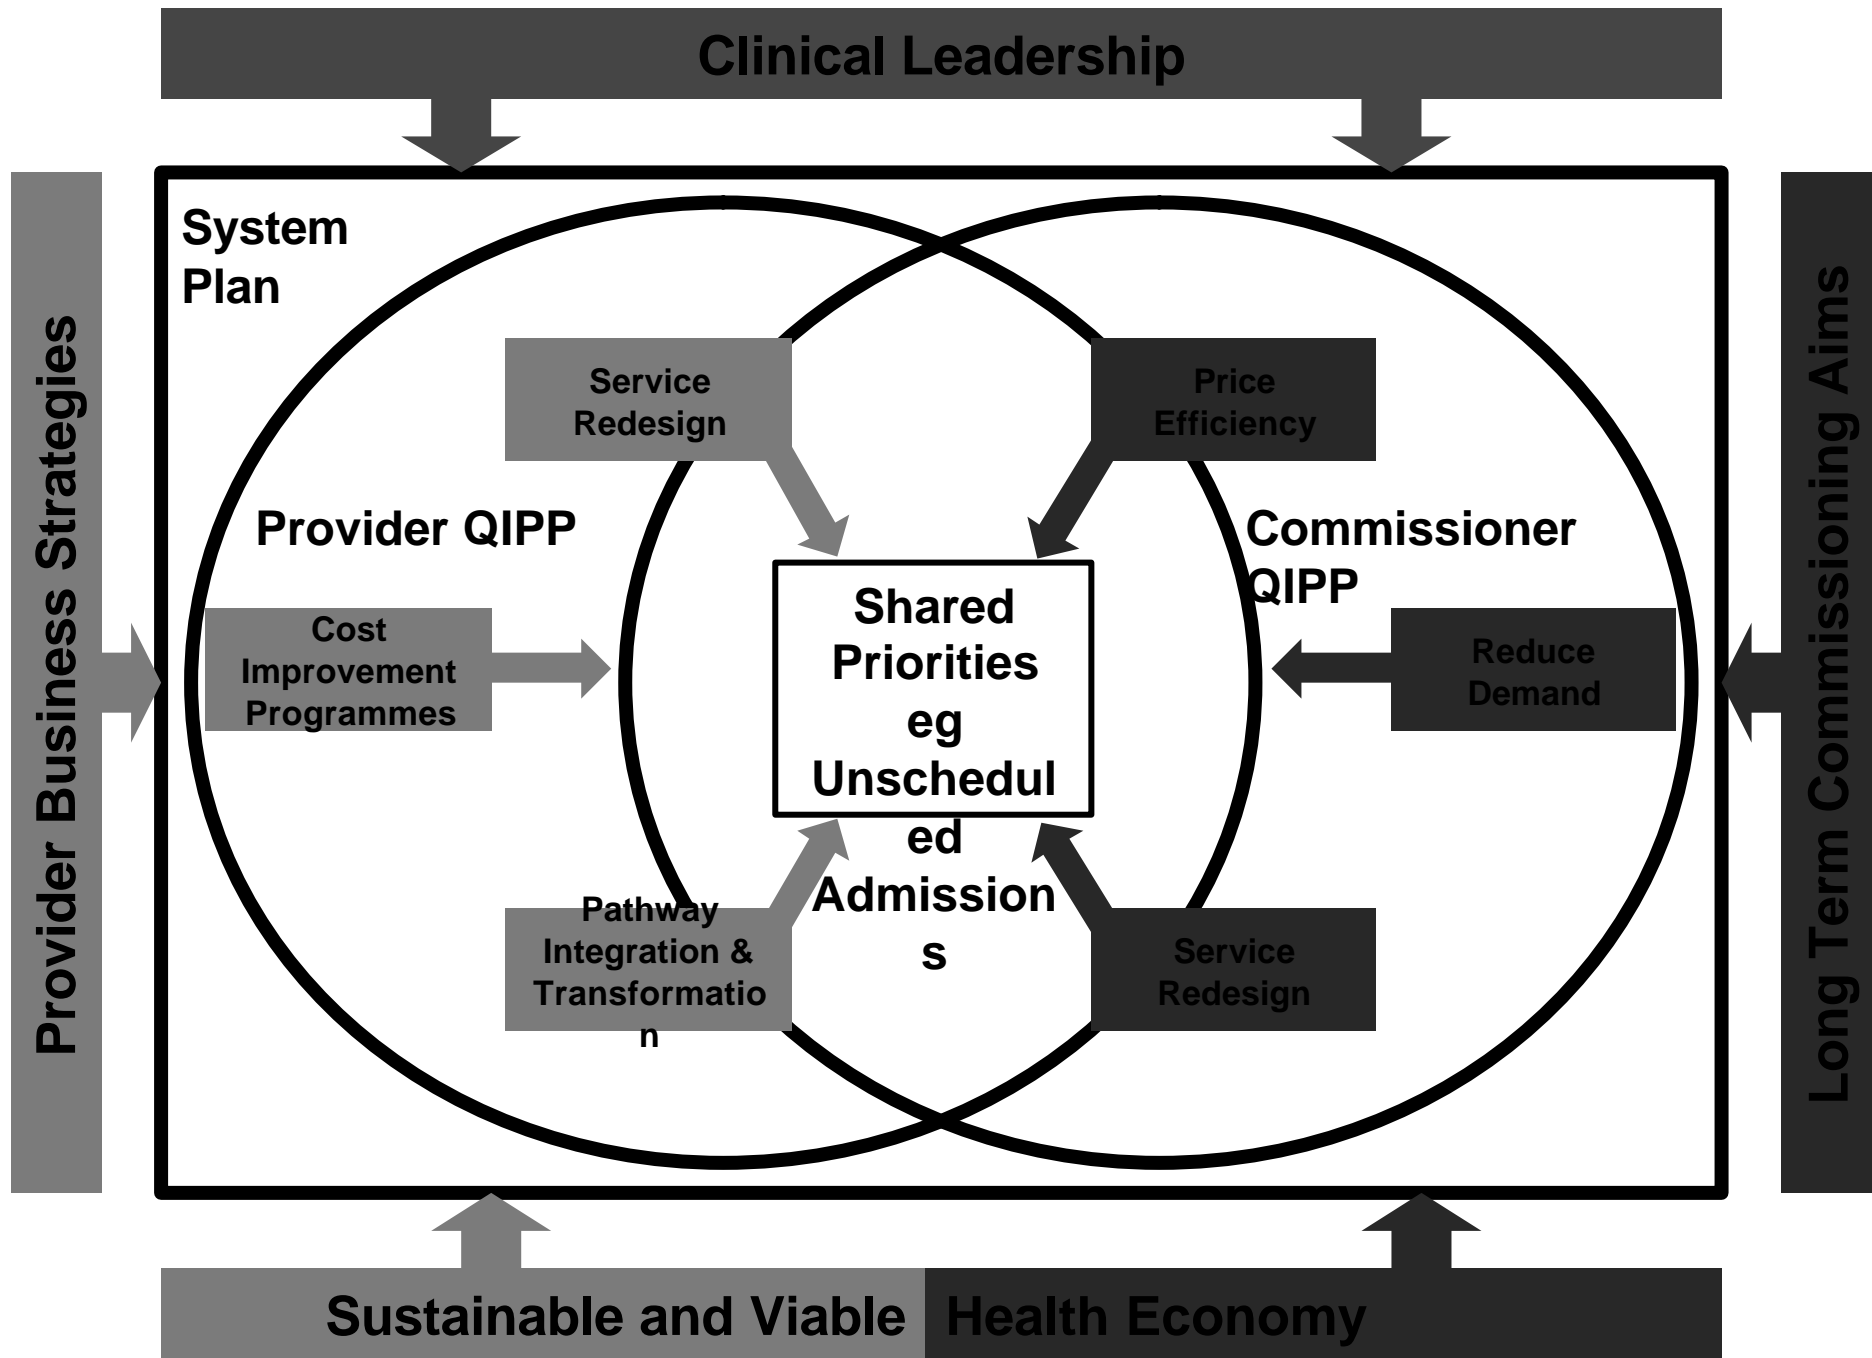 Clinical Leadership
System
Plan
Provider Business Strategies
Service
Redesign
Price
Efficiency
Provider QIPP
Commissioner
QIPP
Cost
Improvement
Programmes
Shared
Priorities
eg
Unschedul
ed
Admission
s
Reduce
Demand
Pathway
Integration &
Transformatio
n
Service
Redesign
Long Term Commissioning Aims
Sustainable and Viable Health Economy